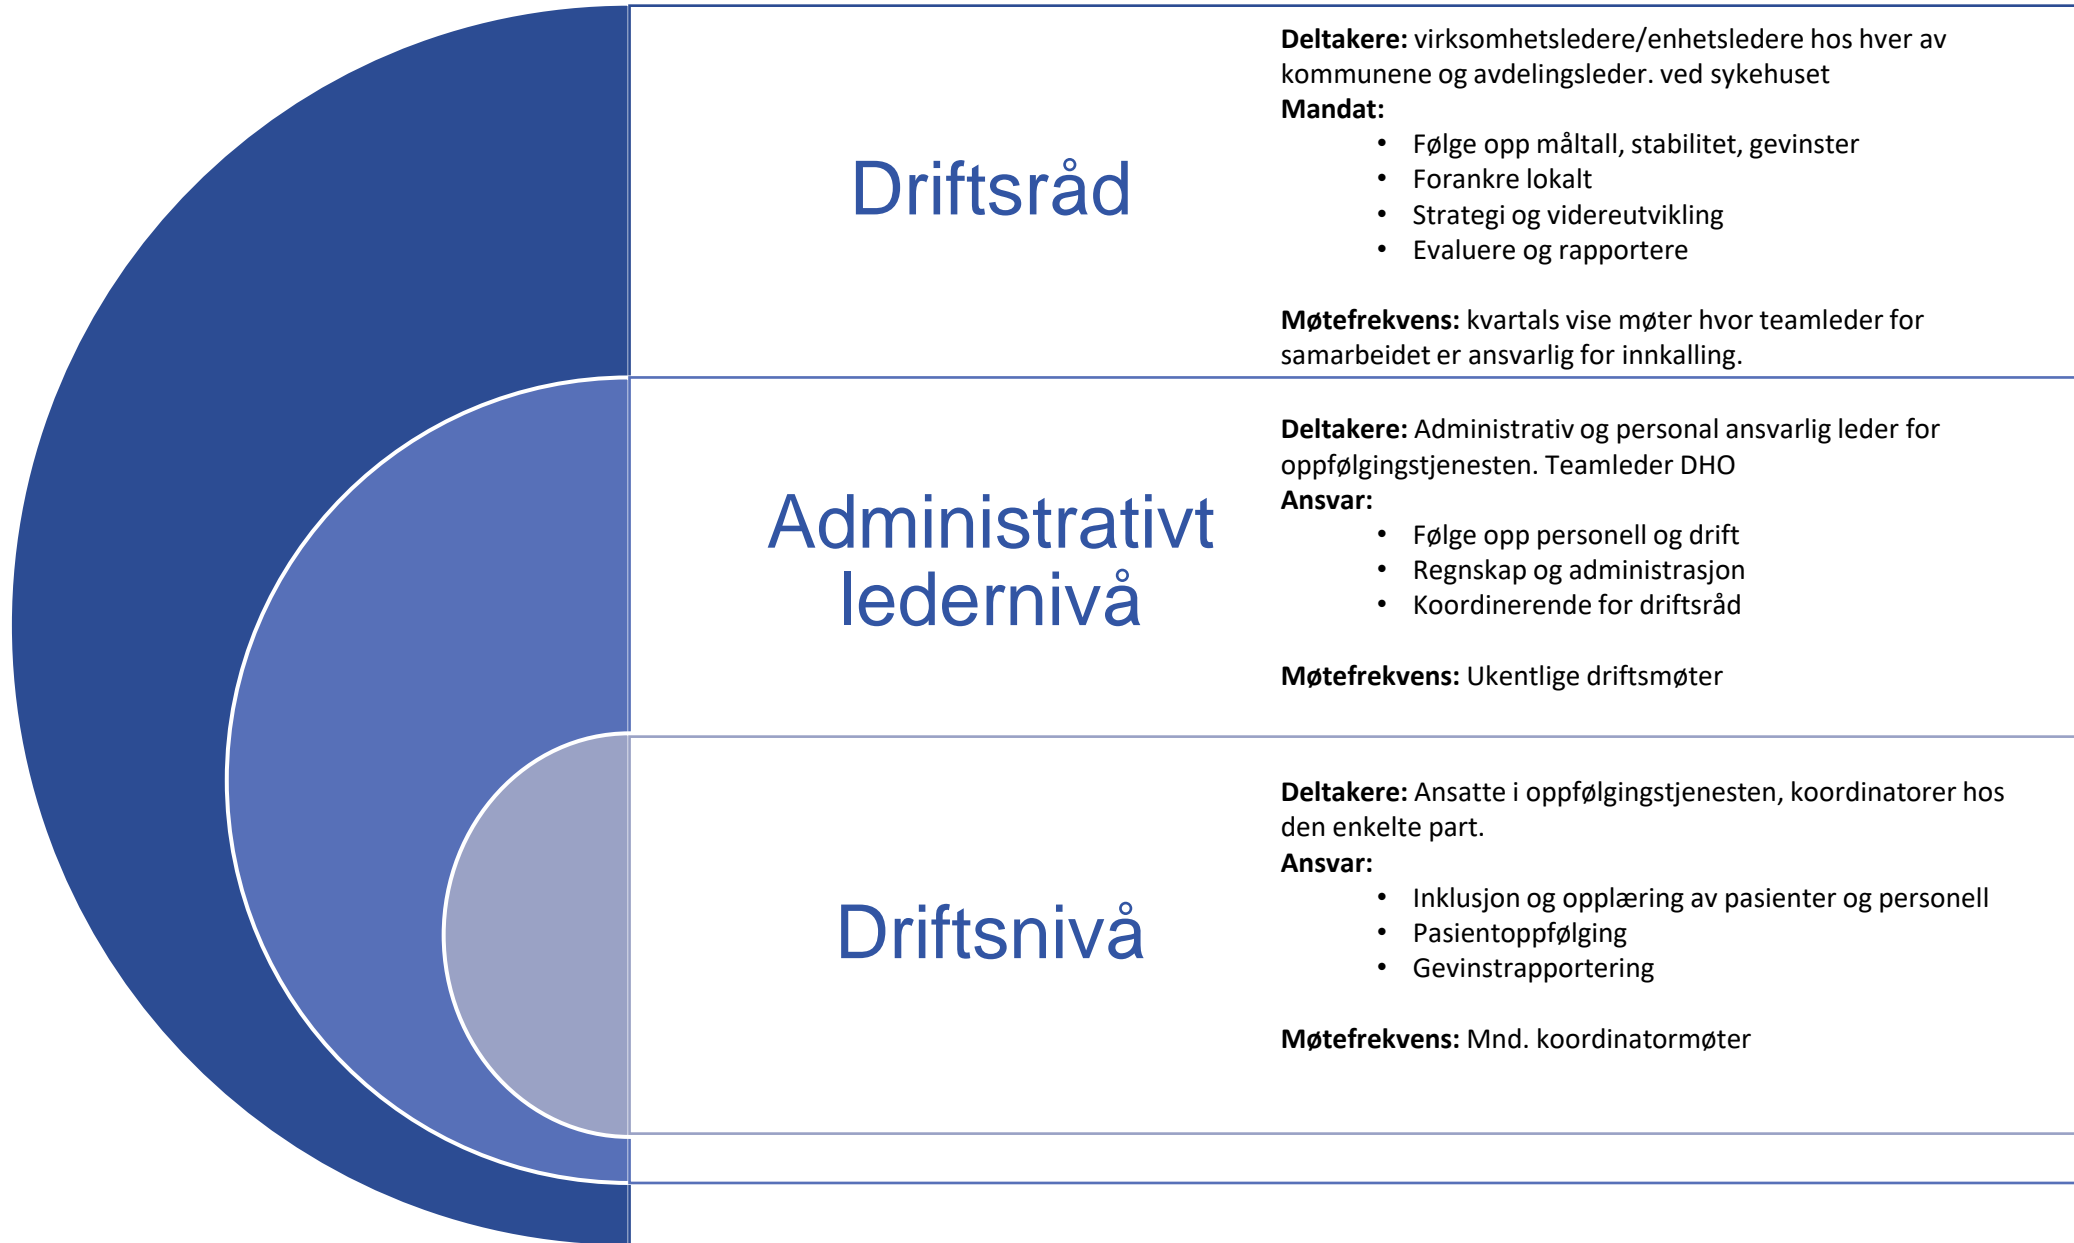 Driftsråd
Deltakere: virksomhetsledere/enhetsledere hos hver av
kommunene og avdelingsleder. ved sykehuset
Mandat:
• Følge opp måltall, stabilitet, gevinster
• Forankre lokalt
• Strategi og videreutvikling
• Evaluere og rapportere
Møtefrekvens: kvartals vise møter hvor teamleder for
samarbeidet er ansvarlig for innkalling.
Administrativt
ledernivå
Deltakere: Administrativ og personal ansvarlig leder for
oppfølgingstjenesten. Teamleder DHO
Ansvar:
• Følge opp personell og drift
• Regnskap og administrasjon
• Koordinerende for driftsråd
Møtefrekvens: Ukentlige driftsmøter
Driftsnivå
Deltakere: Ansatte i oppfølgingstjenesten, koordinatorer hos
den enkelte part.
Ansvar:
• Inklusjon og opplæring av pasienter og personell
• Pasientoppfølging
• Gevinstrapportering
Møtefrekvens: Mnd. koordinatormøter